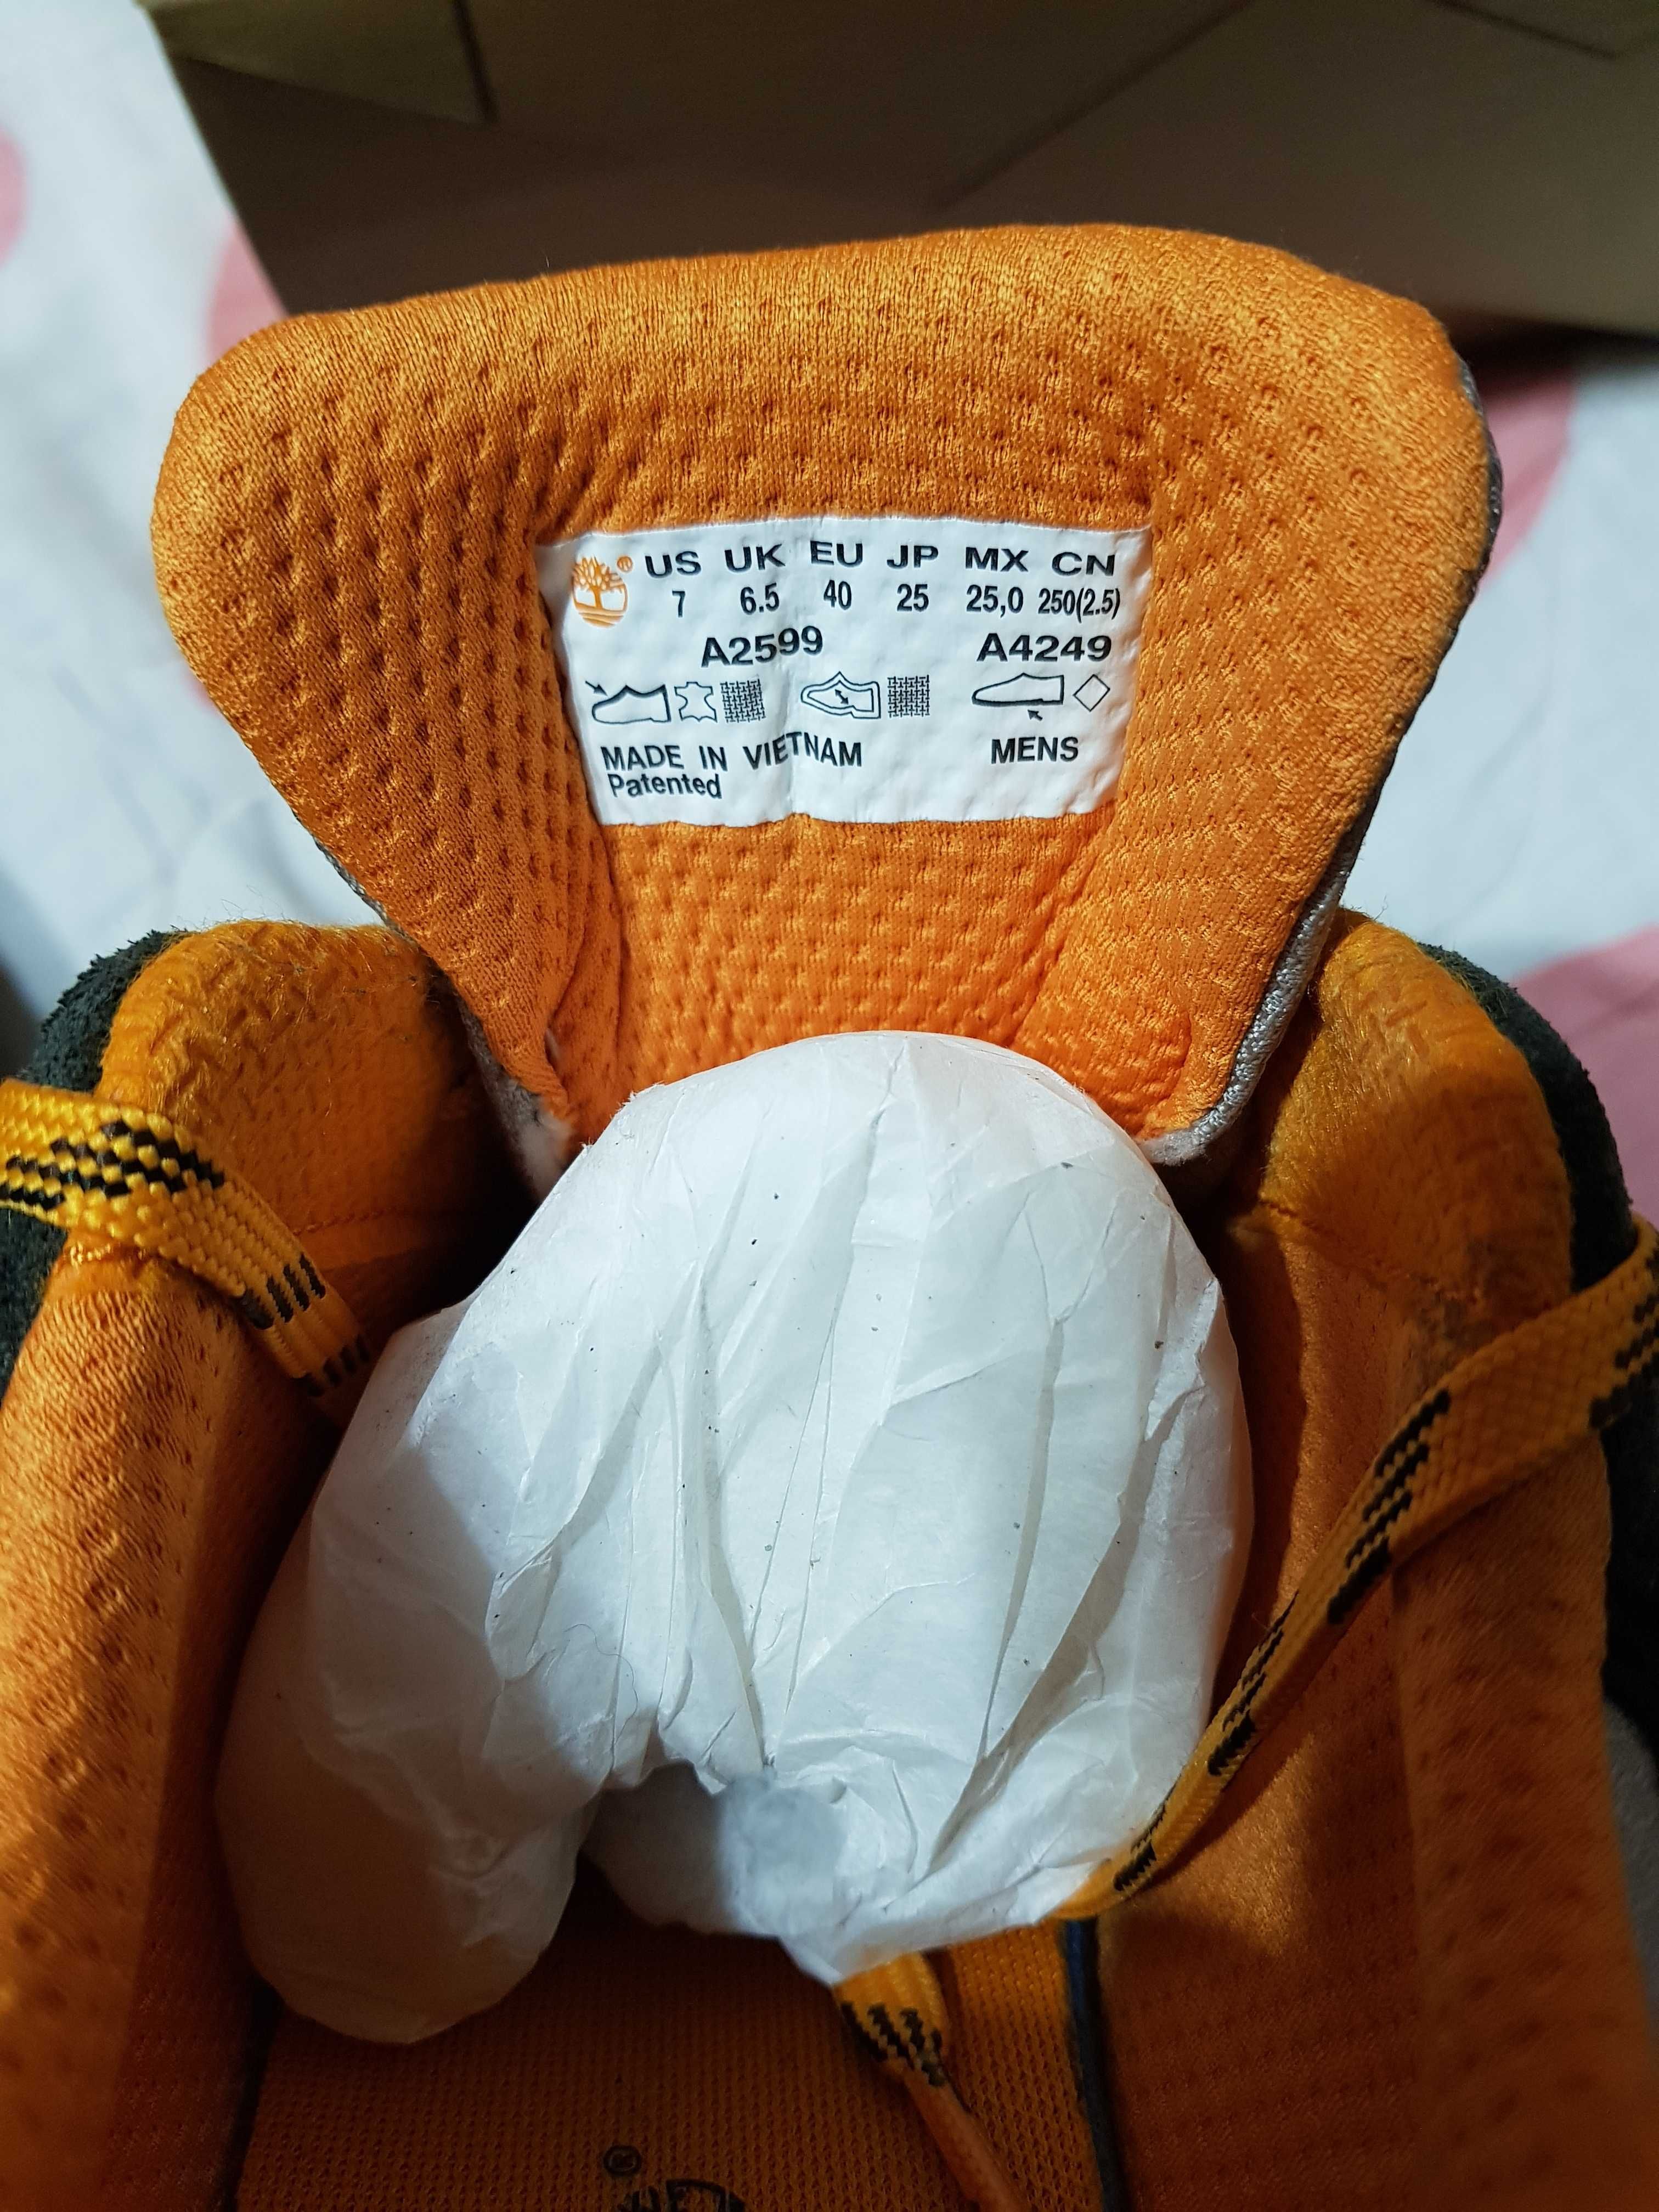 ® US UK EU JP MX CN
7 6.5 40 25 25,0 250(2.5)
A2599 A4249
MADE IN VIETNAM MENS
Patented